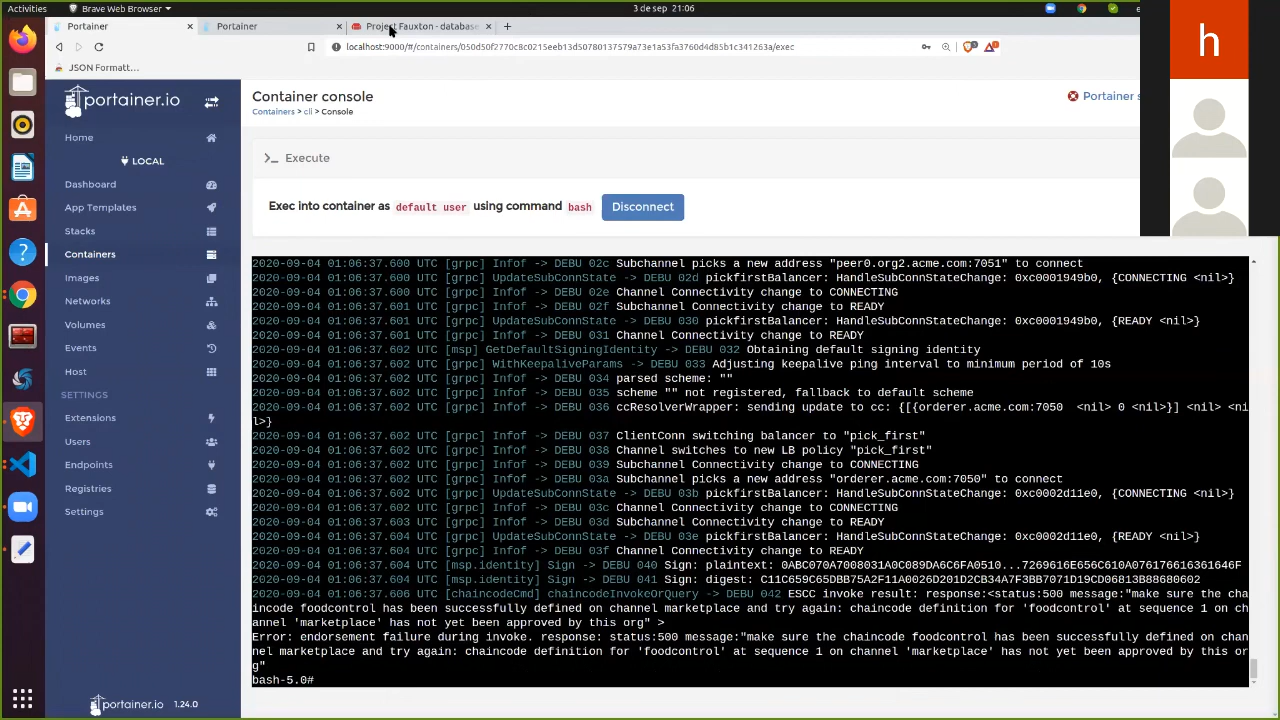 Activities
Brave Web Browser
3 de sep 21:06
Portainer
Portainer
Project Fauxton - database
localhost:9000/#/containers/050d50f2770c8c0215eeb13d50780137579a73e1a53fa3760d4d85b1c341263a/exec
JSON Formatt...
portainer.io
Home
LOCAL
Dashboard
App Templates
Stacks
Containers
Images
Networks
Volumes
Events
Host
SETTINGS
Extensions
Users
Endpoints
Registries
Settings
portainer.io 1.24.0
Container console
Portainer s
Containers > cli > Console
>_ Execute
Exec into container as default user using command bash Disconnect
2020-09-04 01:06:37.600 UTC [grpc] Infof -> DEBU 02c Subchannel picks a new address "peer0.org2.acme.com:7051" to connect
2020-09-04 01:06:37.600 UTC [grpc] UpdateSubConnState -> DEBU 02d pickfirstBalancer: HandleSubConnStateChange: 0xc0001949b0, {CONNECTING <nil>}
2020-09-04 01:06:37.600 UTC [grpc] Infof -> DEBU 02e Channel Connectivity change to CONNECTING
2020-09-04 01:06:37.601 UTC [grpc] Infof -> DEBU 02f Subchannel Connectivity change to READY
2020-09-04 01:06:37.601 UTC [grpc] UpdateSubConnState -> DEBU 030 pickfirstBalancer: HandleSubConnStateChange: 0xc0001949b0, {READY <nil>}
2020-09-04 01:06:37.601 UTC [grpc] Infof -> DEBU 031 Channel Connectivity change to READY
2020-09-04 01:06:37.602 UTC [msp] GetDefaultSigningIdentity -> DEBU 032 Obtaining default signing identity
2020-09-04 01:06:37.602 UTC [grpc] WithKeepaliveParams -> DEBU 033 Adjusting keepalive ping interval to minimum period of 10s
2020-09-04 01:06:37.602 UTC [grpc] Infof -> DEBU 034 parsed scheme: ""
2020-09-04 01:06:37.602 UTC [grpc] Infof -> DEBU 035 scheme "" not registered, fallback to default scheme
2020-09-04 01:06:37.602 UTC [grpc] Infof -> DEBU 036 ccResolverWrapper: sending update to cc: {[{orderer.acme.com:7050 <nil> 0 <nil>}] <nil> <ni
l>}
2020-09-04 01:06:37.602 UTC [grpc] Infof -> DEBU 037 ClientConn switching balancer to "pick_first"
2020-09-04 01:06:37.602 UTC [grpc] Infof -> DEBU 038 Channel switches to new LB policy "pick_first"
2020-09-04 01:06:37.602 UTC [grpc] Infof -> DEBU 039 Subchannel Connectivity change to CONNECTING
2020-09-04 01:06:37.602 UTC [grpc] Infof -> DEBU 03a Subchannel picks a new address "orderer.acme.com:7050" to connect
2020-09-04 01:06:37.602 UTC [grpc] UpdateSubConnState -> DEBU 03b pickfirstBalancer: HandleSubConnStateChange: 0xc0002d11e0, {CONNECTING <nil>}
2020-09-04 01:06:37.602 UTC [grpc] Infof -> DEBU 03c Channel Connectivity change to CONNECTING
2020-09-04 01:06:37.603 UTC [grpc] Infof -> DEBU 03d Subchannel Connectivity change to READY
2020-09-04 01:06:37.604 UTC [grpc] UpdateSubConnState -> DEBU 03e pickfirstBalancer: HandleSubConnStateChange: 0xc0002d11e0, {READY <nil>}
2020-09-04 01:06:37.604 UTC [grpc] Infof -> DEBU 03f Channel Connectivity change to READY
2020-09-04 01:06:37.604 UTC [msp.identity] Sign -> DEBU 040 Sign: plaintext: 0ABC070A7008031A0C089DA6C6FA0510...7269616E656C610A076176616361646F
2020-09-04 01:06:37.604 UTC [msp.identity] Sign -> DEBU 041 Sign: digest: C11C659C65DBB75A2F11A0026D201D2CB34A7F3BB7071D19CD06813B88680602
2020-09-04 01:06:37.606 UTC [chaincodeCmd] chaincodeInvokeOrQuery -> DEBU 042 ESCC invoke result: response:<status:500 message:"make sure the cha
incode foodcontrol has been successfully defined on channel marketplace and try again: chaincode definition for 'foodcontrol' at sequence 1 on ch
annel 'marketplace' has not yet been approved by this org" >
Error: endorsement failure during invoke. response: status:500 message:"make sure the chaincode foodcontrol has been successfully defined on chan
nel marketplace and try again: chaincode definition for 'foodcontrol' at sequence 1 on channel 'marketplace' has not yet been approved by this or
g"
bash-5.0#
h